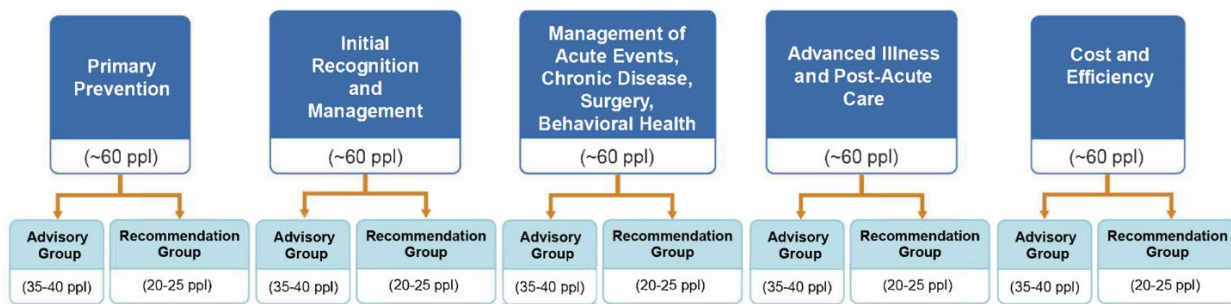 Primary
Prevention
(~60 ppl)
Initial
Recognition
and
Management
(~60 ppl)
Management of
Acute Events,
Chronic Disease,
Surgery,
Behavioral Health
(~60 ppl)
Advanced Illness
and Post-Acute
Care
(~60 ppl)
Cost and
Efficiency
(~60 ppl)
Advisory
Group
(35-40 ppl)
Recommendation
Group
(20-25 ppl)
Advisory
Group
(35-40 ppl)
Recommendation
Group
(20-25 ppl)
Advisory
Group
(35-40 ppl)
Recommendation
Group
(20-25 ppl)
Advisory
Group
(35-40 ppl)
Recommendation
Group
(20-25 ppl)
Advisory
Group
(35-40 ppl)
Recommendation
Group
(20-25 ppl)